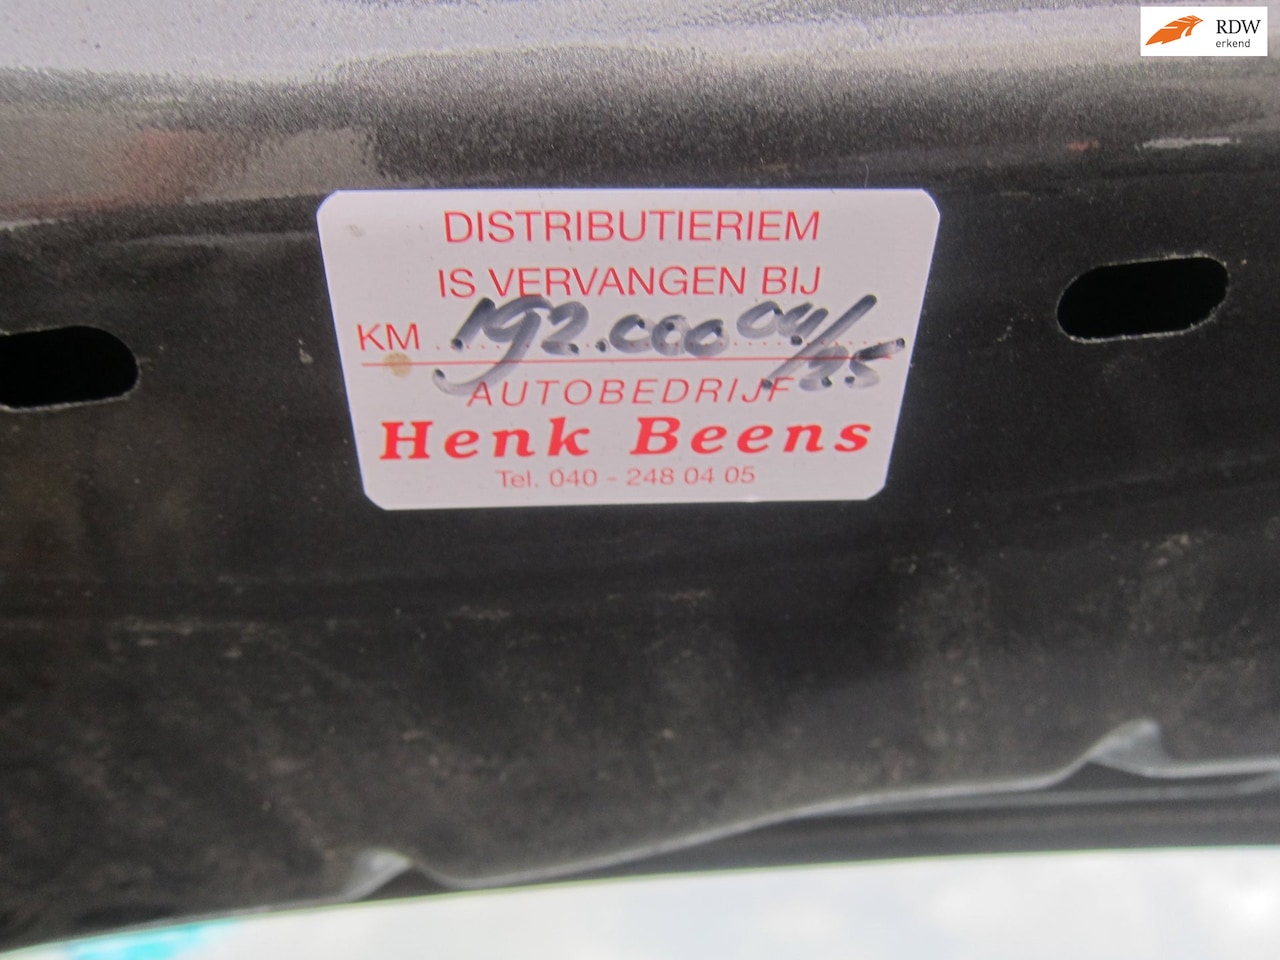 RDW
erkend
DISTRIBUTIERIEM
IS VERVANGEN BIJ
KM 192.000 04/25
AUTOBEDRIJF
Henk Beens
Tel. 040 - 248 04 05